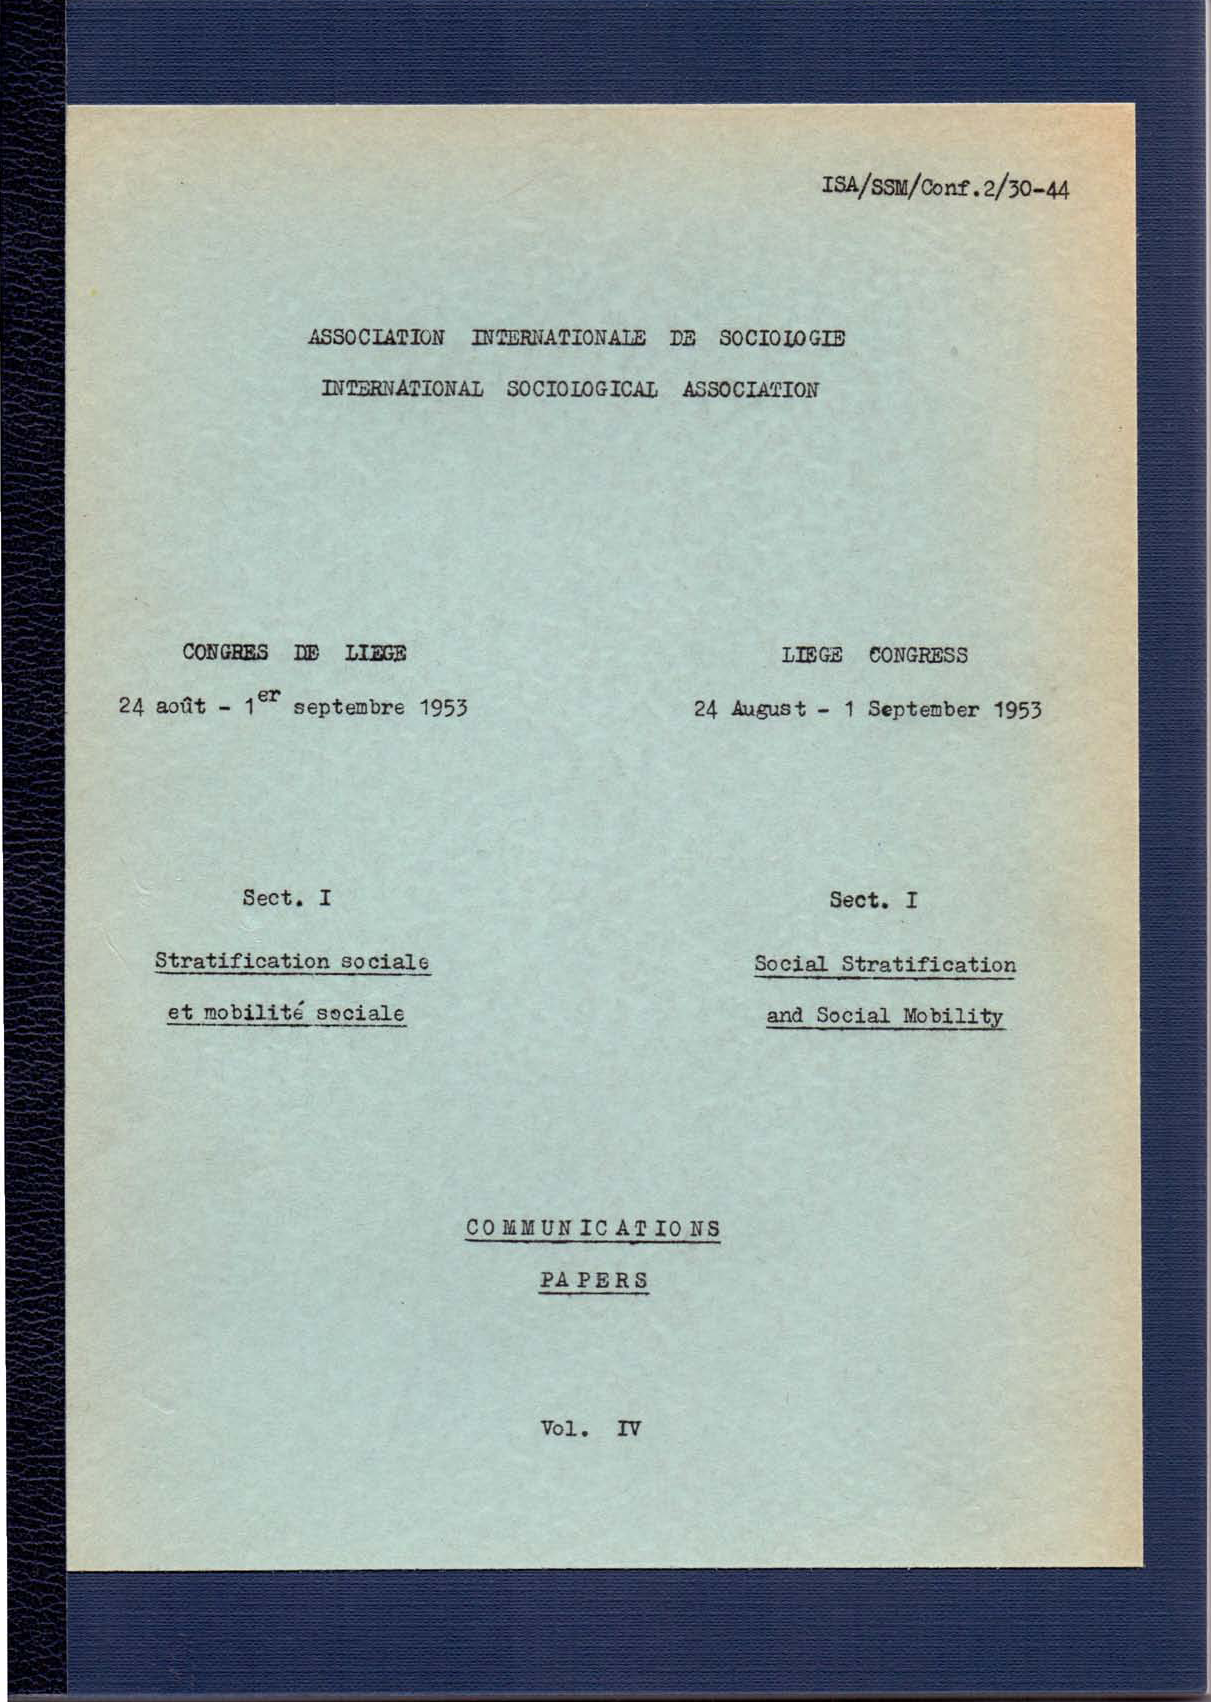 ISA/SSM/Conf.2/30-44
ASSOCIATION INTERNATIONALE DE SOCIOLOGIE
INTERNATIONAL SOCIOLOGICAL ASSOCIATION
CONGRES DE LIEGE
24 août - 1er septembre 1953
LIEGE CONGRESS
24 August - 1 September 1953
Sect. I
Stratification sociale
et mobilité sociale
Sect. I
Social Stratification
and Social Mobility
COMMUNICATIONS
PAPERS
Vol. IV